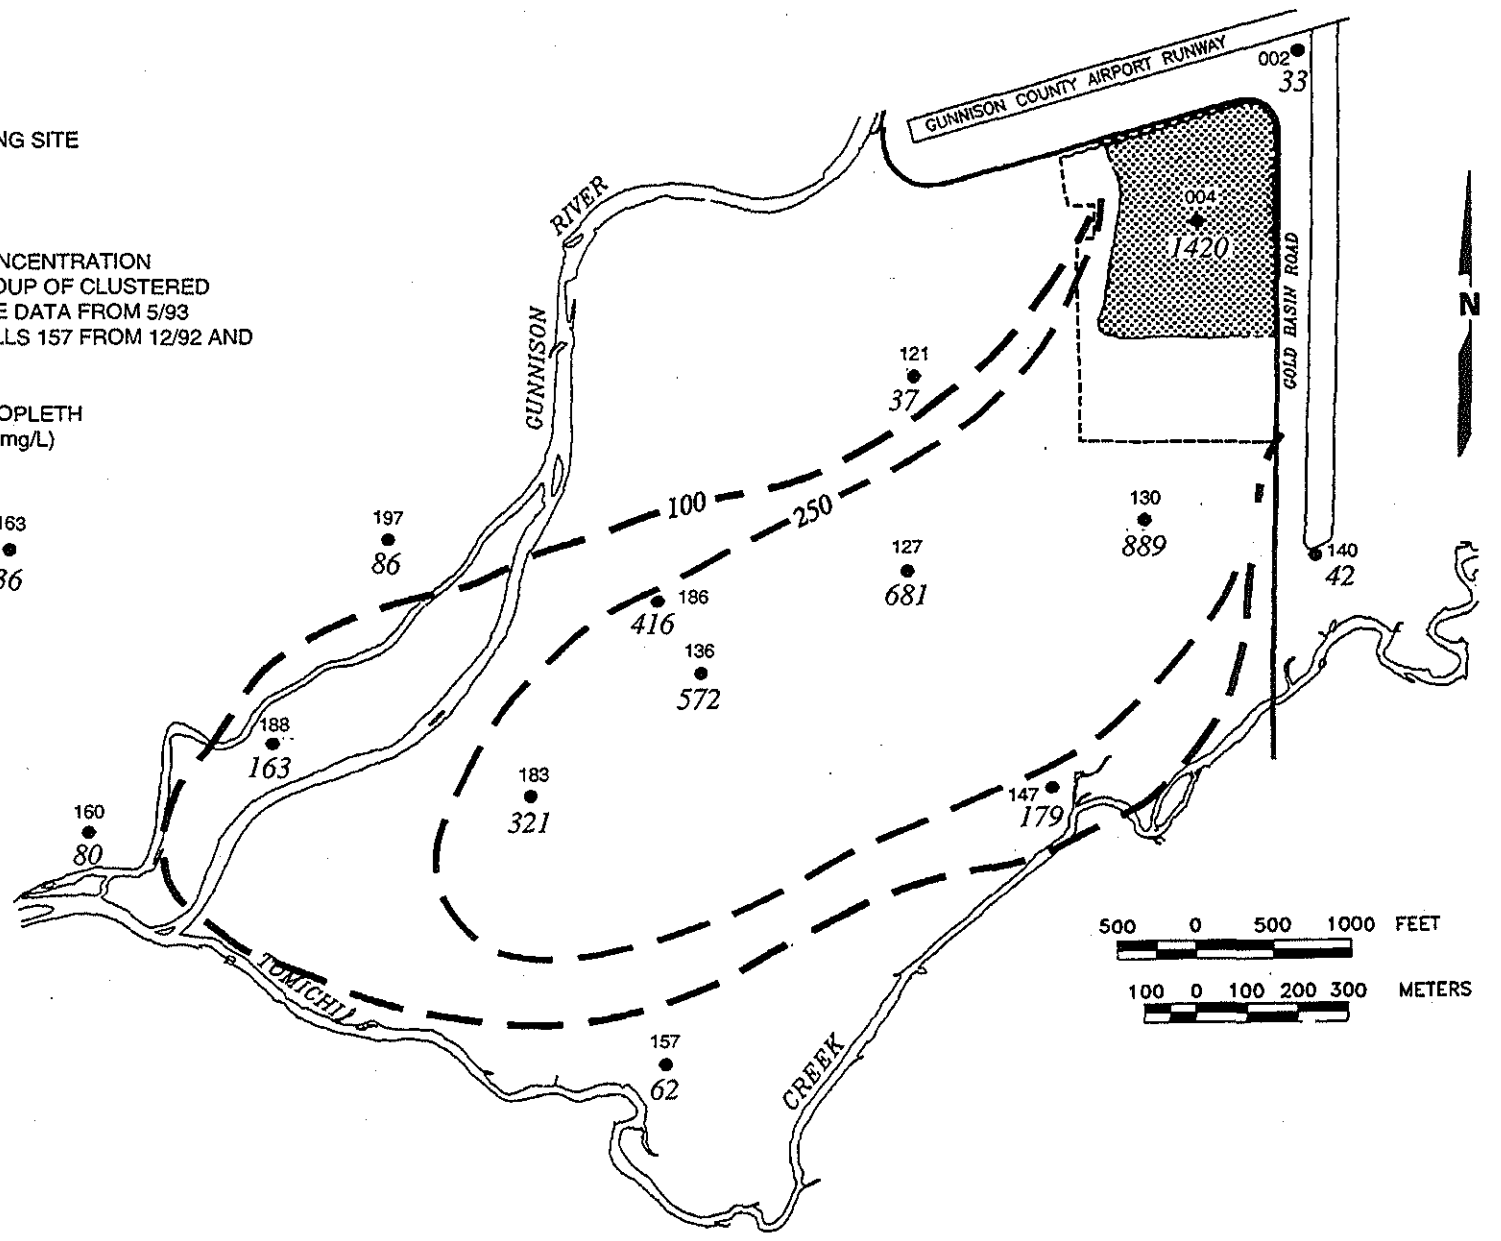 GUNNISON COUNTY AIRPORT RUNWAY
002
33
NG SITE
RIVER
004
1420
NCENTRATION
OUP OF CLUSTERED
E DATA FROM 5/93
LLS 157 FROM 12/92 AND
GOLD BASIN ROAD
N
GUNNISON
121
37
OPLETH
mg/L)
100
250
163
36
197
86
130
889
127
681
140
42
186
416
136
572
188
163
183
321
147
179
160
80
500 0 500 1000 FEET
TOMICHI
100 0 100 200 300 METERS
157
62
CREEK